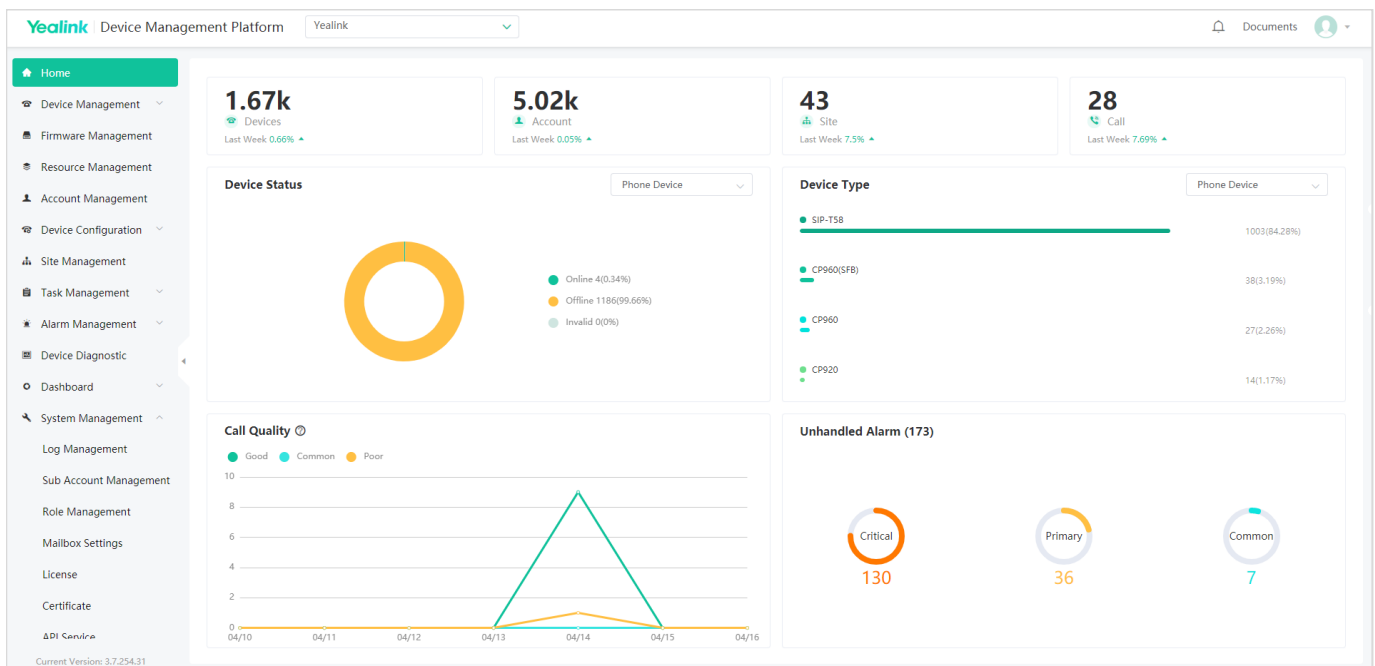 Yealink Device Management Platform Yealink Documents
Home
Device Management
Firmware Management
Resource Management
Account Management
Device Configuration
Site Management
Task Management
Alarm Management
Device Diagnostic
Dashboard
System Management
Log Management
Sub Account Management
Role Management
Mailbox Settings
License
Certificate
API Service
Current Version: 3.7.254.31
1.67k
Devices
Last Week 0.66%
5.02k
Account
Last Week 0.05%
43
Site
Last Week 7.5%
28
Call
Last Week 7.69%
Device Status
Phone Device
Online 4(0.34%)
Offline 1186(99.66%)
Invalid 0(0%)
Device Type
Phone Device
SIP-T58
1003(84.28%)
CP960(SFB)
38(3.19%)
CP960
27(2.26%)
CP920
14(1.17%)
Call Quality ?
Good Common Poor
10
8
6
4
2
0
04/10 04/11 04/12 04/13 04/14 04/15 04/16
Unhandled Alarm (173)
Critical
130
Primary
36
Common
7